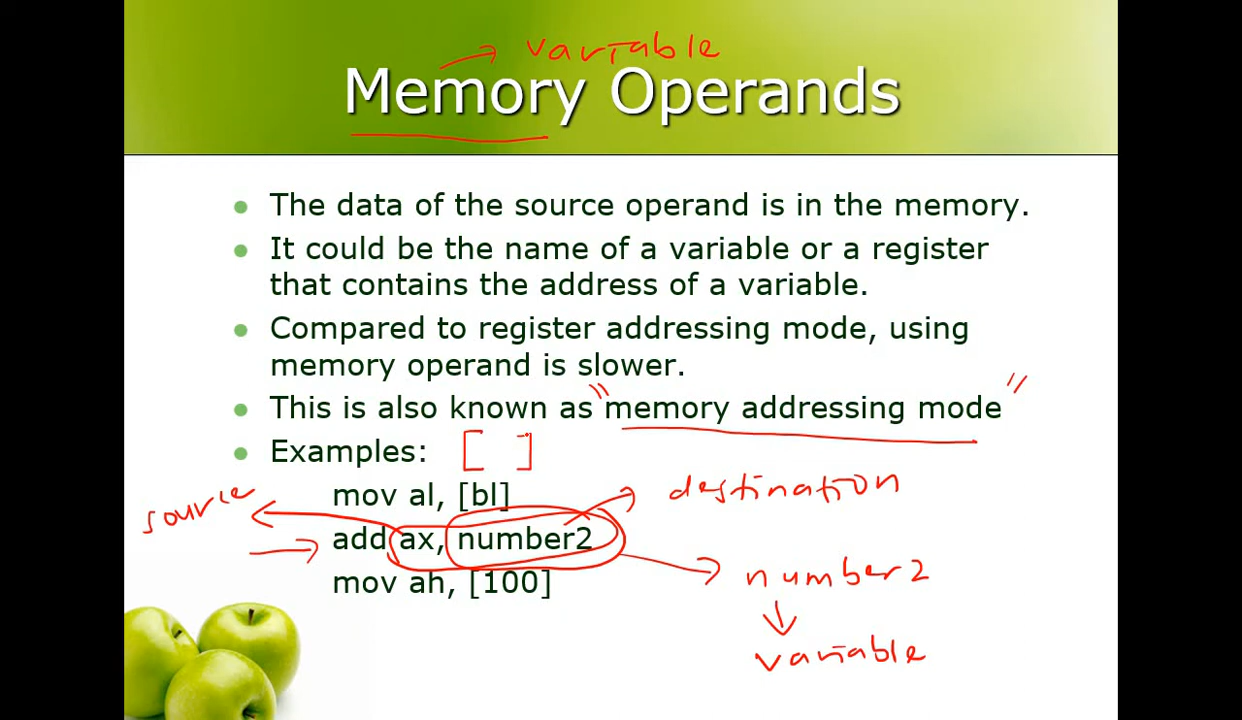 variable
Memory Operands
The data of the source operand is in the memory.
It could be the name of a variable or a register
that contains the address of a variable.
Compared to register addressing mode, using
memory operand is slower.
This is also known as "memory addressing mode"
Examples: [ ]
mov al, [bl]
destination
source
add ax, number2
number2
mov ah, [100]
variable